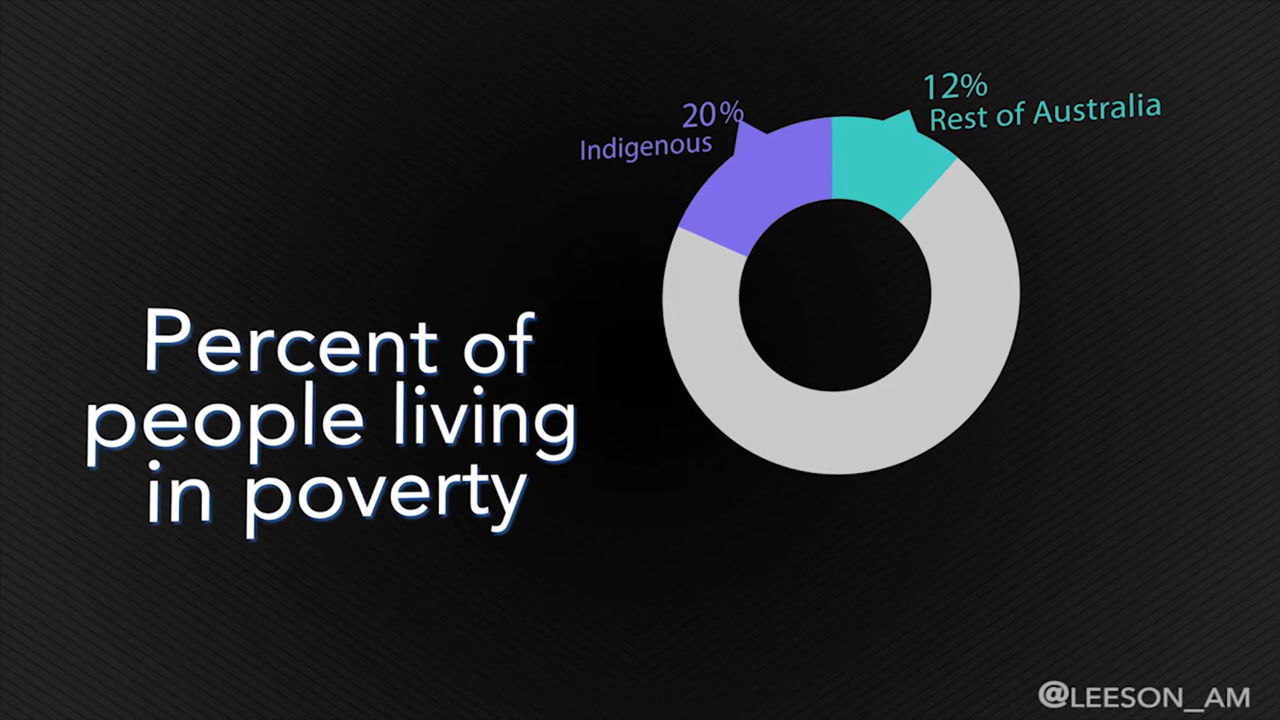 12%
Rest of Australia
20%
Indigenous
Percent of
people living
in poverty
@LEESON_AM